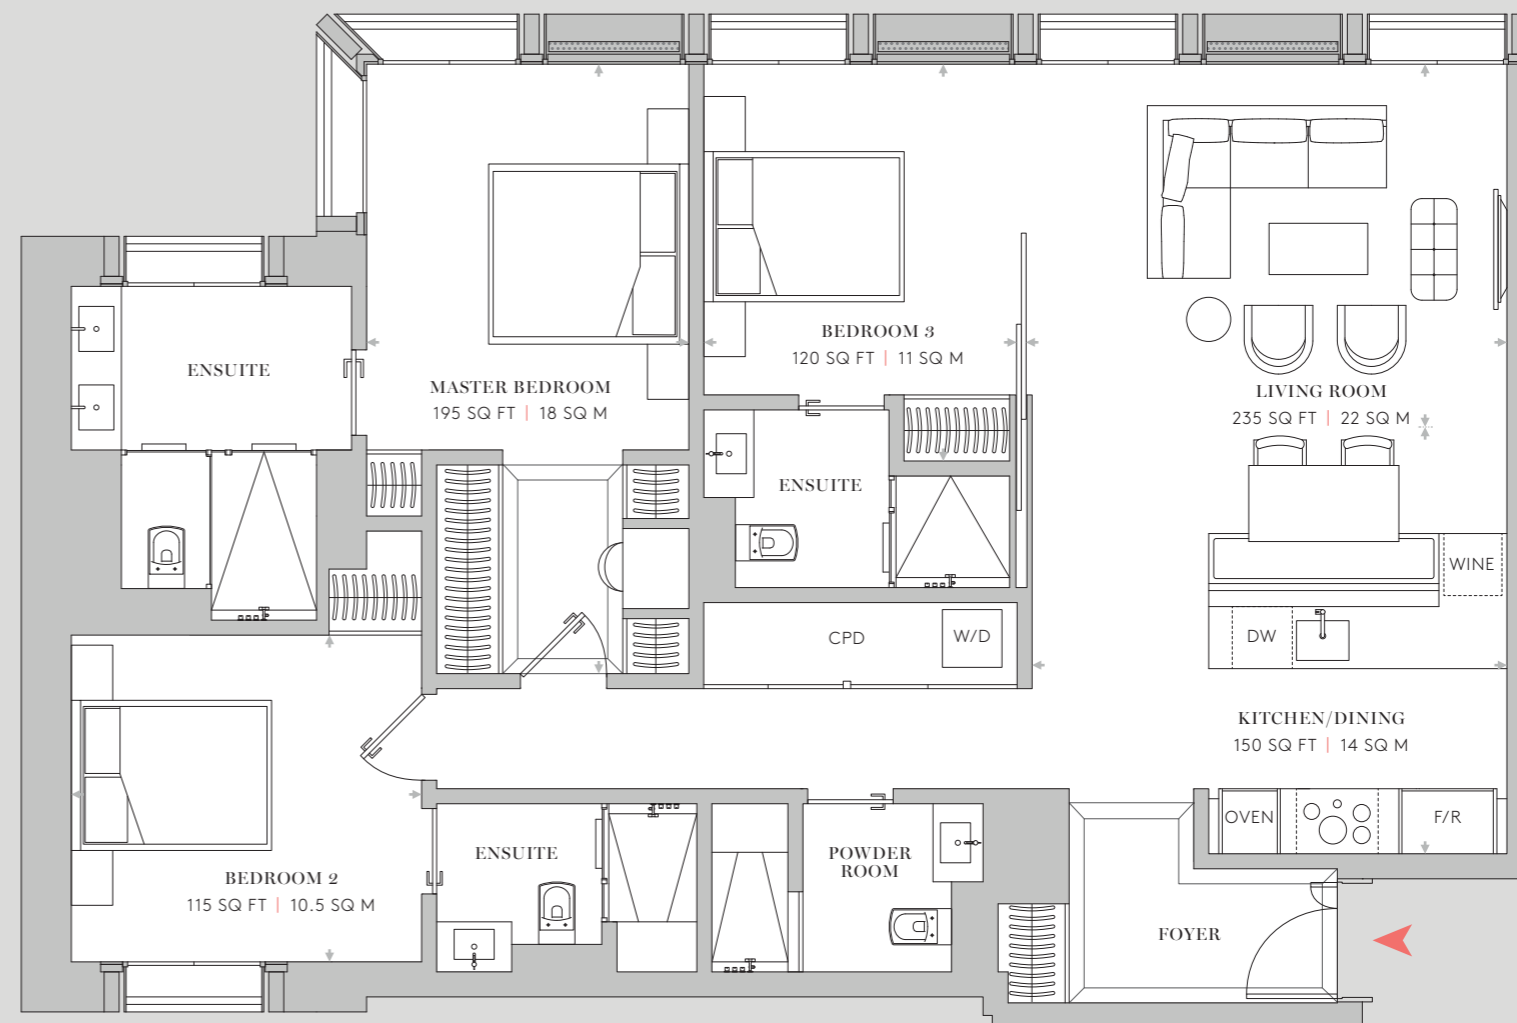 ENSUITE
MASTER BEDROOM
195 SQ FT | 18 SQ M
BEDROOM 3
120 SQ FT | 11 SQ M
LIVING ROOM
235 SQ FT | 22 SQ M
ENSUITE
WINE
CPD
W/D
DW
KITCHEN/DINING
150 SQ FT | 14 SQ M
OVEN
F/R
BEDROOM 2
115 SQ FT | 10.5 SQ M
ENSUITE
POWDER
ROOM
FOYER